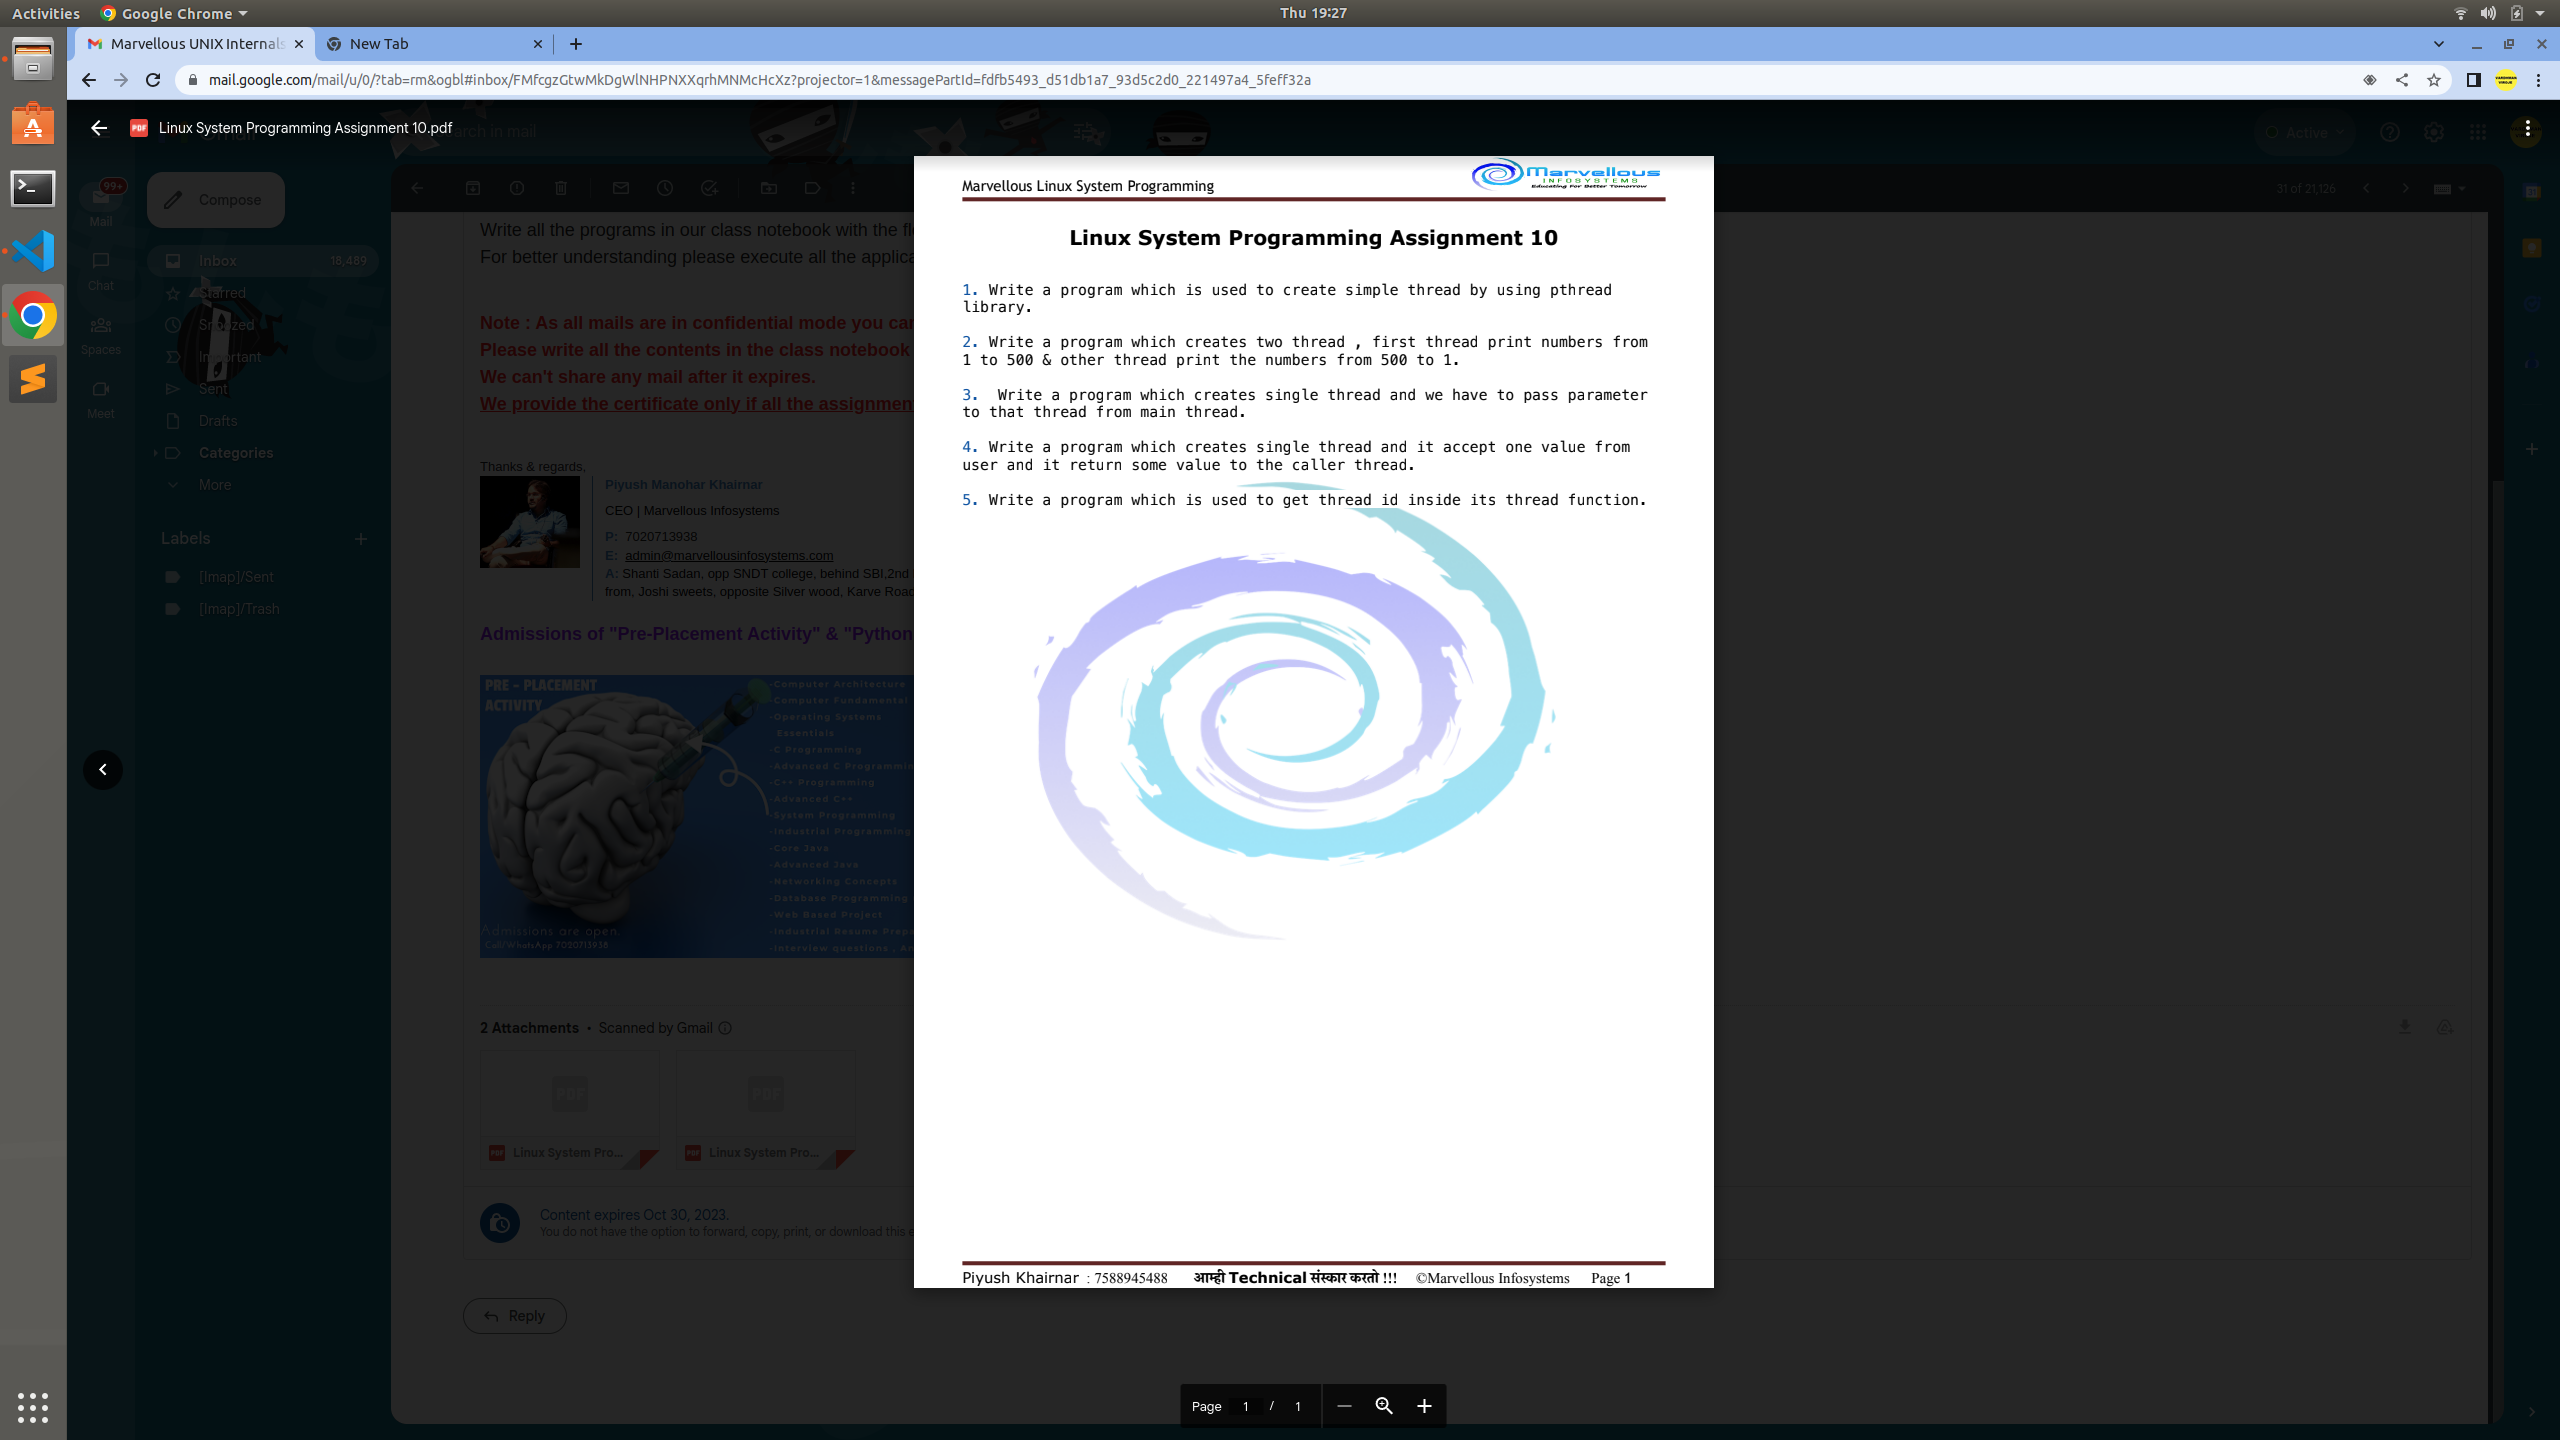 Activities
Google Chrome
Thu 19:27
Marvellous UNIX Internals
New Tab
mail.google.com/mail/u/0/?tab=rm&ogbl#inbox/FMfcgzGtwMkDgWlNHPNXXqrhMNMcHcXz?projector=1&messagePartId=fdfb5493_d51db1a7_93d5c2d0_221497a4_5feff32a
PDF Linux System Programming Assignment 10.pdf
in mail
Active
99+
Mail
Chat
Spaces
Meet
Compose
Inbox 18,489
Starred
Snoozed
Important
Sent
Drafts
Categories
More
Labels
[Imap]/Sent
[Imap]/Trash
31 of 21,126
Write all the programs in our class notebook with the
For better understanding please execute all the
Note : As all mails are in confidential mode you
Please write all the contents in the class notebook
We can't share any mail after it expires.
We provide the certificate only if all the
Thanks & regards,
Piyush Manohar Khairnar
CEO | Marvellous Infosystems
P: 7020713938
E: admin@marvellousinfosystems.com
A: Shanti Sadan, opp SNDT college, behind SBI,2nd
from, Joshi sweets, opposite Silver wood, Karve Road
Admissions of "Pre-Placement Activity" & "Python
PRE - PLACEMENT
ACTIVITY
-Computer Architecture
-Computer Fundamental
-Operating Systems
Essentials
-C Programming
-Advanced C Programmin
-C++ Programming
-Advanced C++
-System Programming
-Industrial Programming
-Core Java
-Advanced Java
-Networking Concepts
-Database Programming
-Web Based Project
-Industrial Resume Prep
-Interview questions , A
Admissions are open
Call/WhatsApp 7020713938
2 Attachments • Scanned by Gmail
PDF
PDF
PDF Linux System Pro...
PDF Linux System Pro...
Content expires Oct 30, 2023.
You do not have the option to forward, copy, print, or download this
Reply
Marvellous Linux System Programming
Marvellous
INFOSYSTEMS
Educating For Better Tomorrow
Linux System Programming Assignment 10
1. Write a program which is used to create simple thread by using pthread
library.
2. Write a program which creates two thread , first thread print numbers from
1 to 500 & other thread print the numbers from 500 to 1.
3. Write a program which creates single thread and we have to pass parameter
to that thread from main thread.
4. Write a program which creates single thread and it accept one value from
user and it return some value to the caller thread.
5. Write a program which is used to get thread id inside its thread function.
Piyush Khairnar : 7588945488 आम्ही Technical संस्कार करतो !!! ©Marvellous Infosystems Page 1
Page 1 / 1